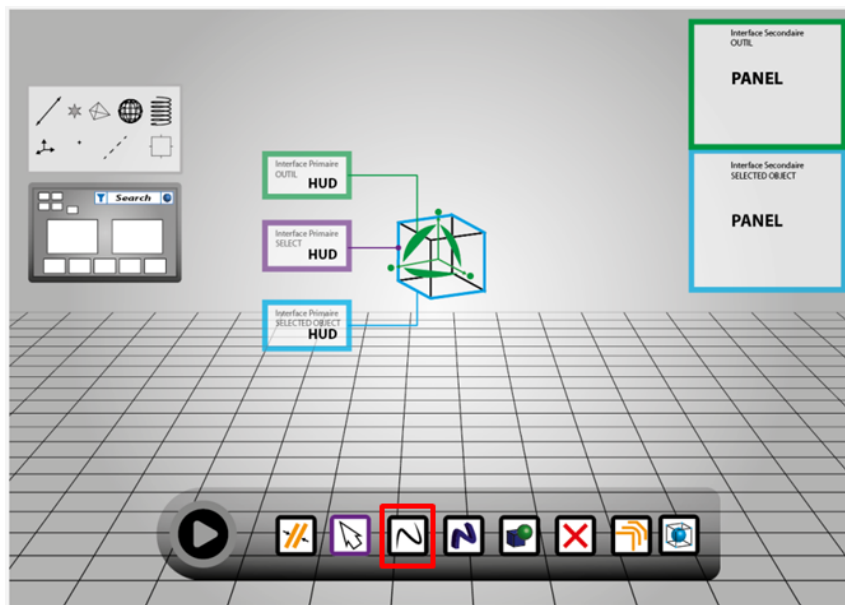 Interface Secondaire
OUTIL
PANEL
Interface Secondaire
SELECTED OBJECT
PANEL
Interface Primaire
OUTIL
HUD
Interface Primaire
SELECT
HUD
Interface Primaire
SELECTED OBJECT
HUD
Search